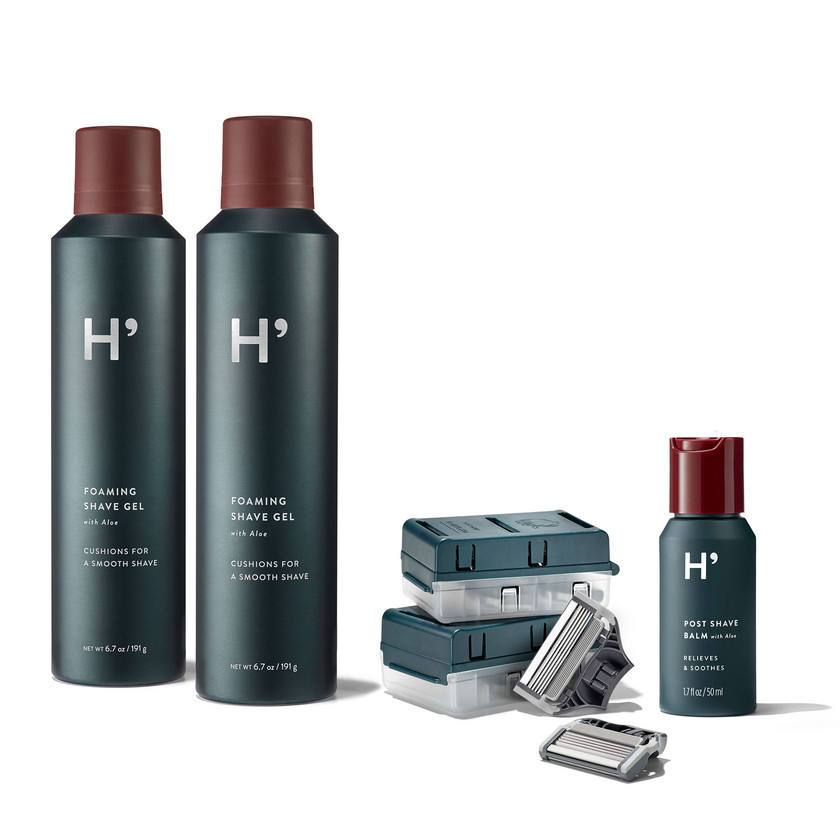 H’
FOAMING
SHAVE GEL
with Aloe
CUSHIONS FOR
A SMOOTH SHAVE
NET WT 6.7 oz / 191 g
H’
FOAMING
SHAVE GEL
with Aloe
CUSHIONS FOR
A SMOOTH SHAVE
NET WT 6.7 oz / 191 g
H’
POST SHAVE
BALM with Aloe
RELIEVES
& SOOTHES
1.7 fl oz / 50 ml